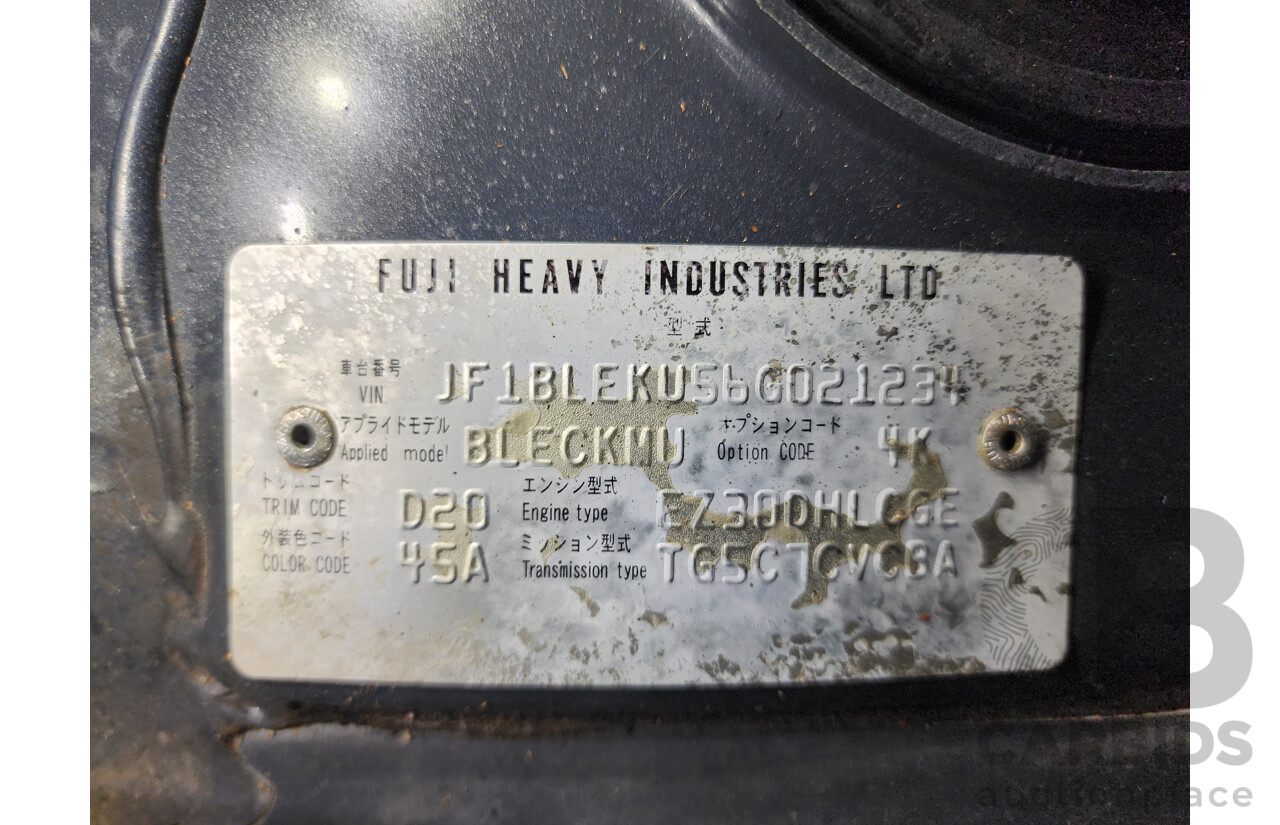 FUJI HEAVY INDUSTRIES LTD
型式
車台番号
VIN JF1BLEKU56G021234
アプライドモデル オプションコード
Applied model BLECKMU Option CODE 4K
トリムコード エンジン型式
TRIM CODE D20 Engine type EZ30DHLCGE
外装色コード ミッション型式
COLOR CODE 45A Transmission type TG5C7CVCBA
CARBIDS
auctionplace